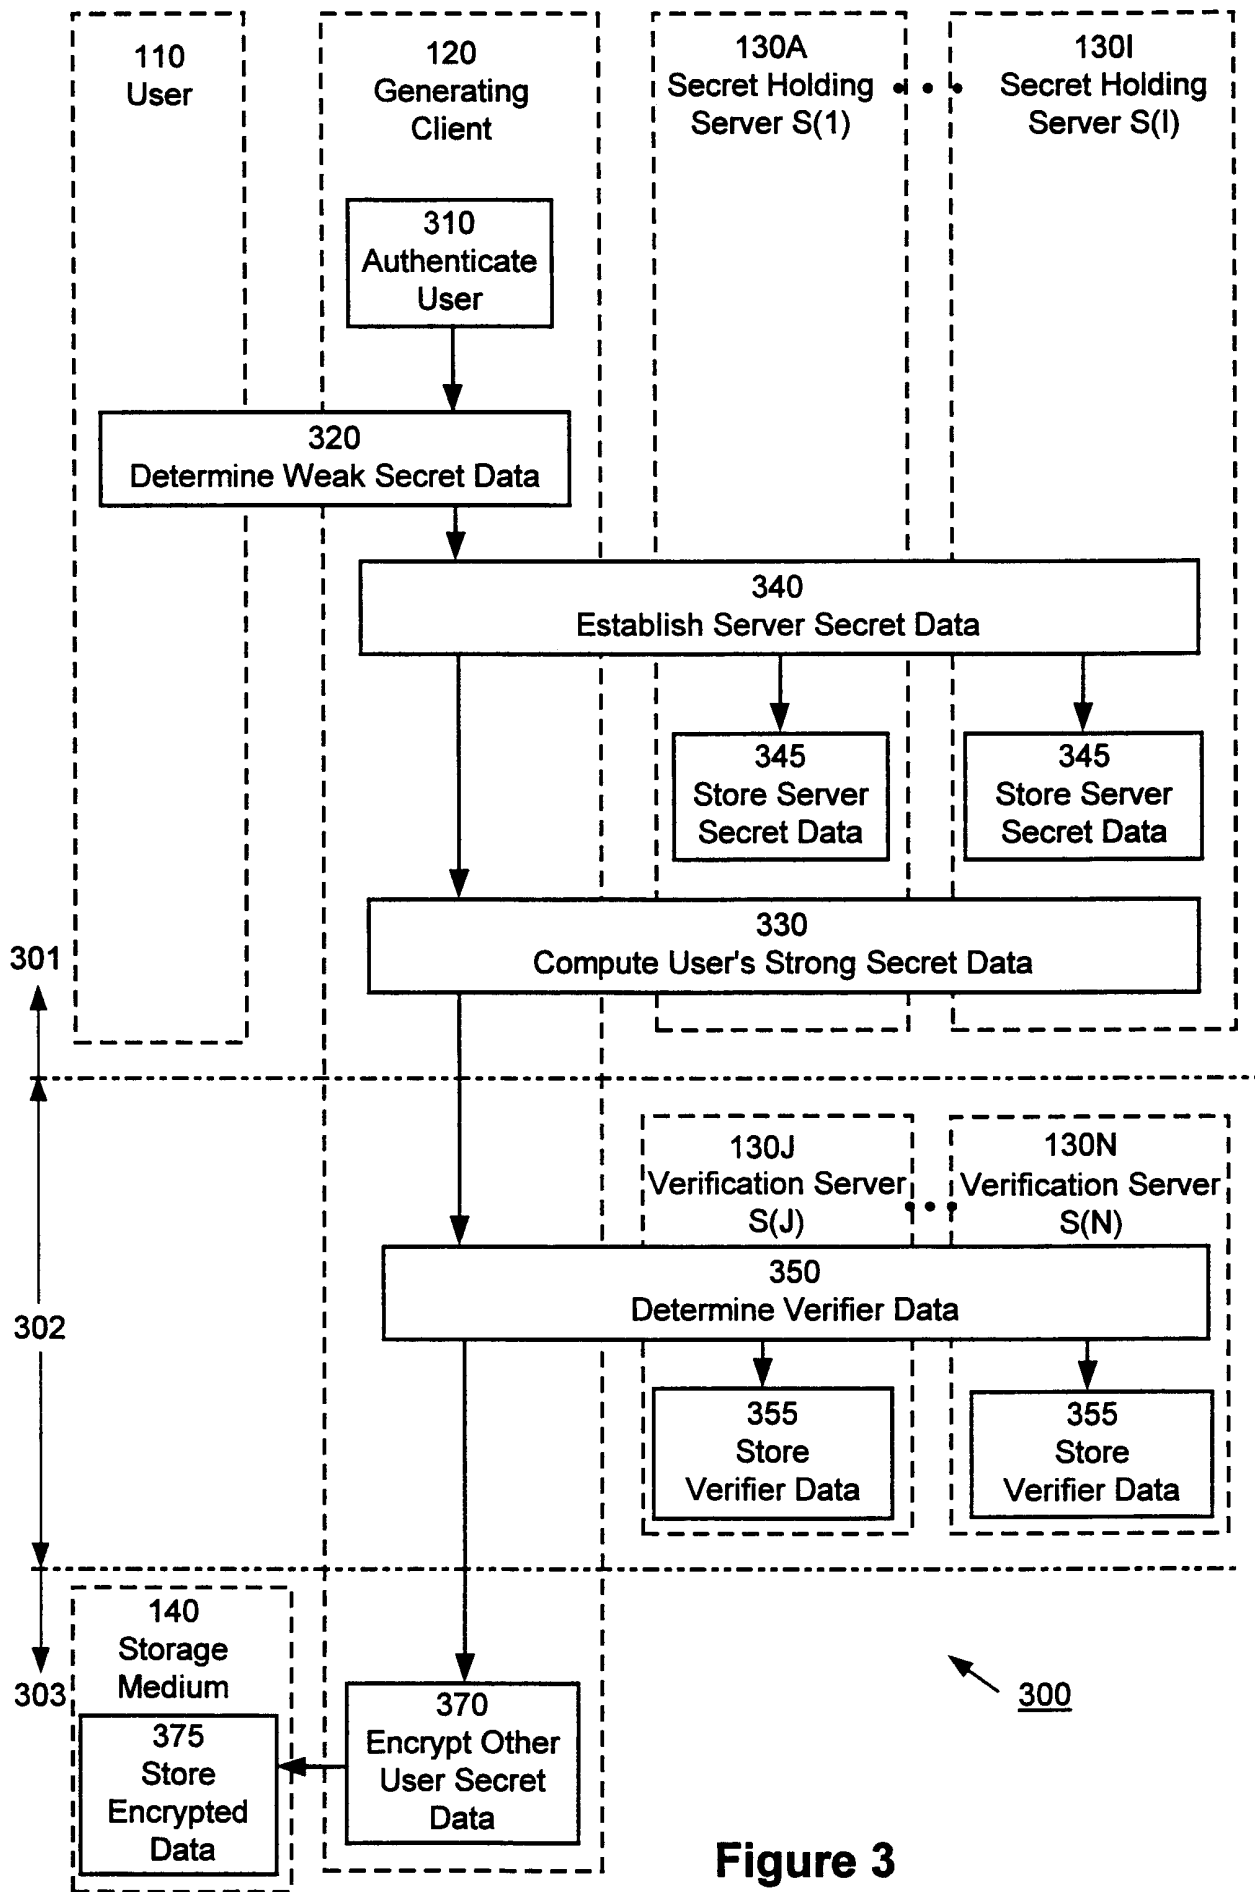 110
User
120
Generating
Client
130A
Secret Holding
Server S(1)
130I
Secret Holding
Server S(I)
310
Authenticate
User
320
Determine Weak Secret Data
340
Establish Server Secret Data
345
Store Server
Secret Data
345
Store Server
Secret Data
330
Compute User's Strong Secret Data
301
130J
Verification Server
S(J)
130N
Verification Server
S(N)
350
Determine Verifier Data
302
355
Store
Verifier Data
355
Store
Verifier Data
140
Storage
Medium
303
300
370
Encrypt Other
User Secret
Data
375
Store
Encrypted
Data
Figure 3